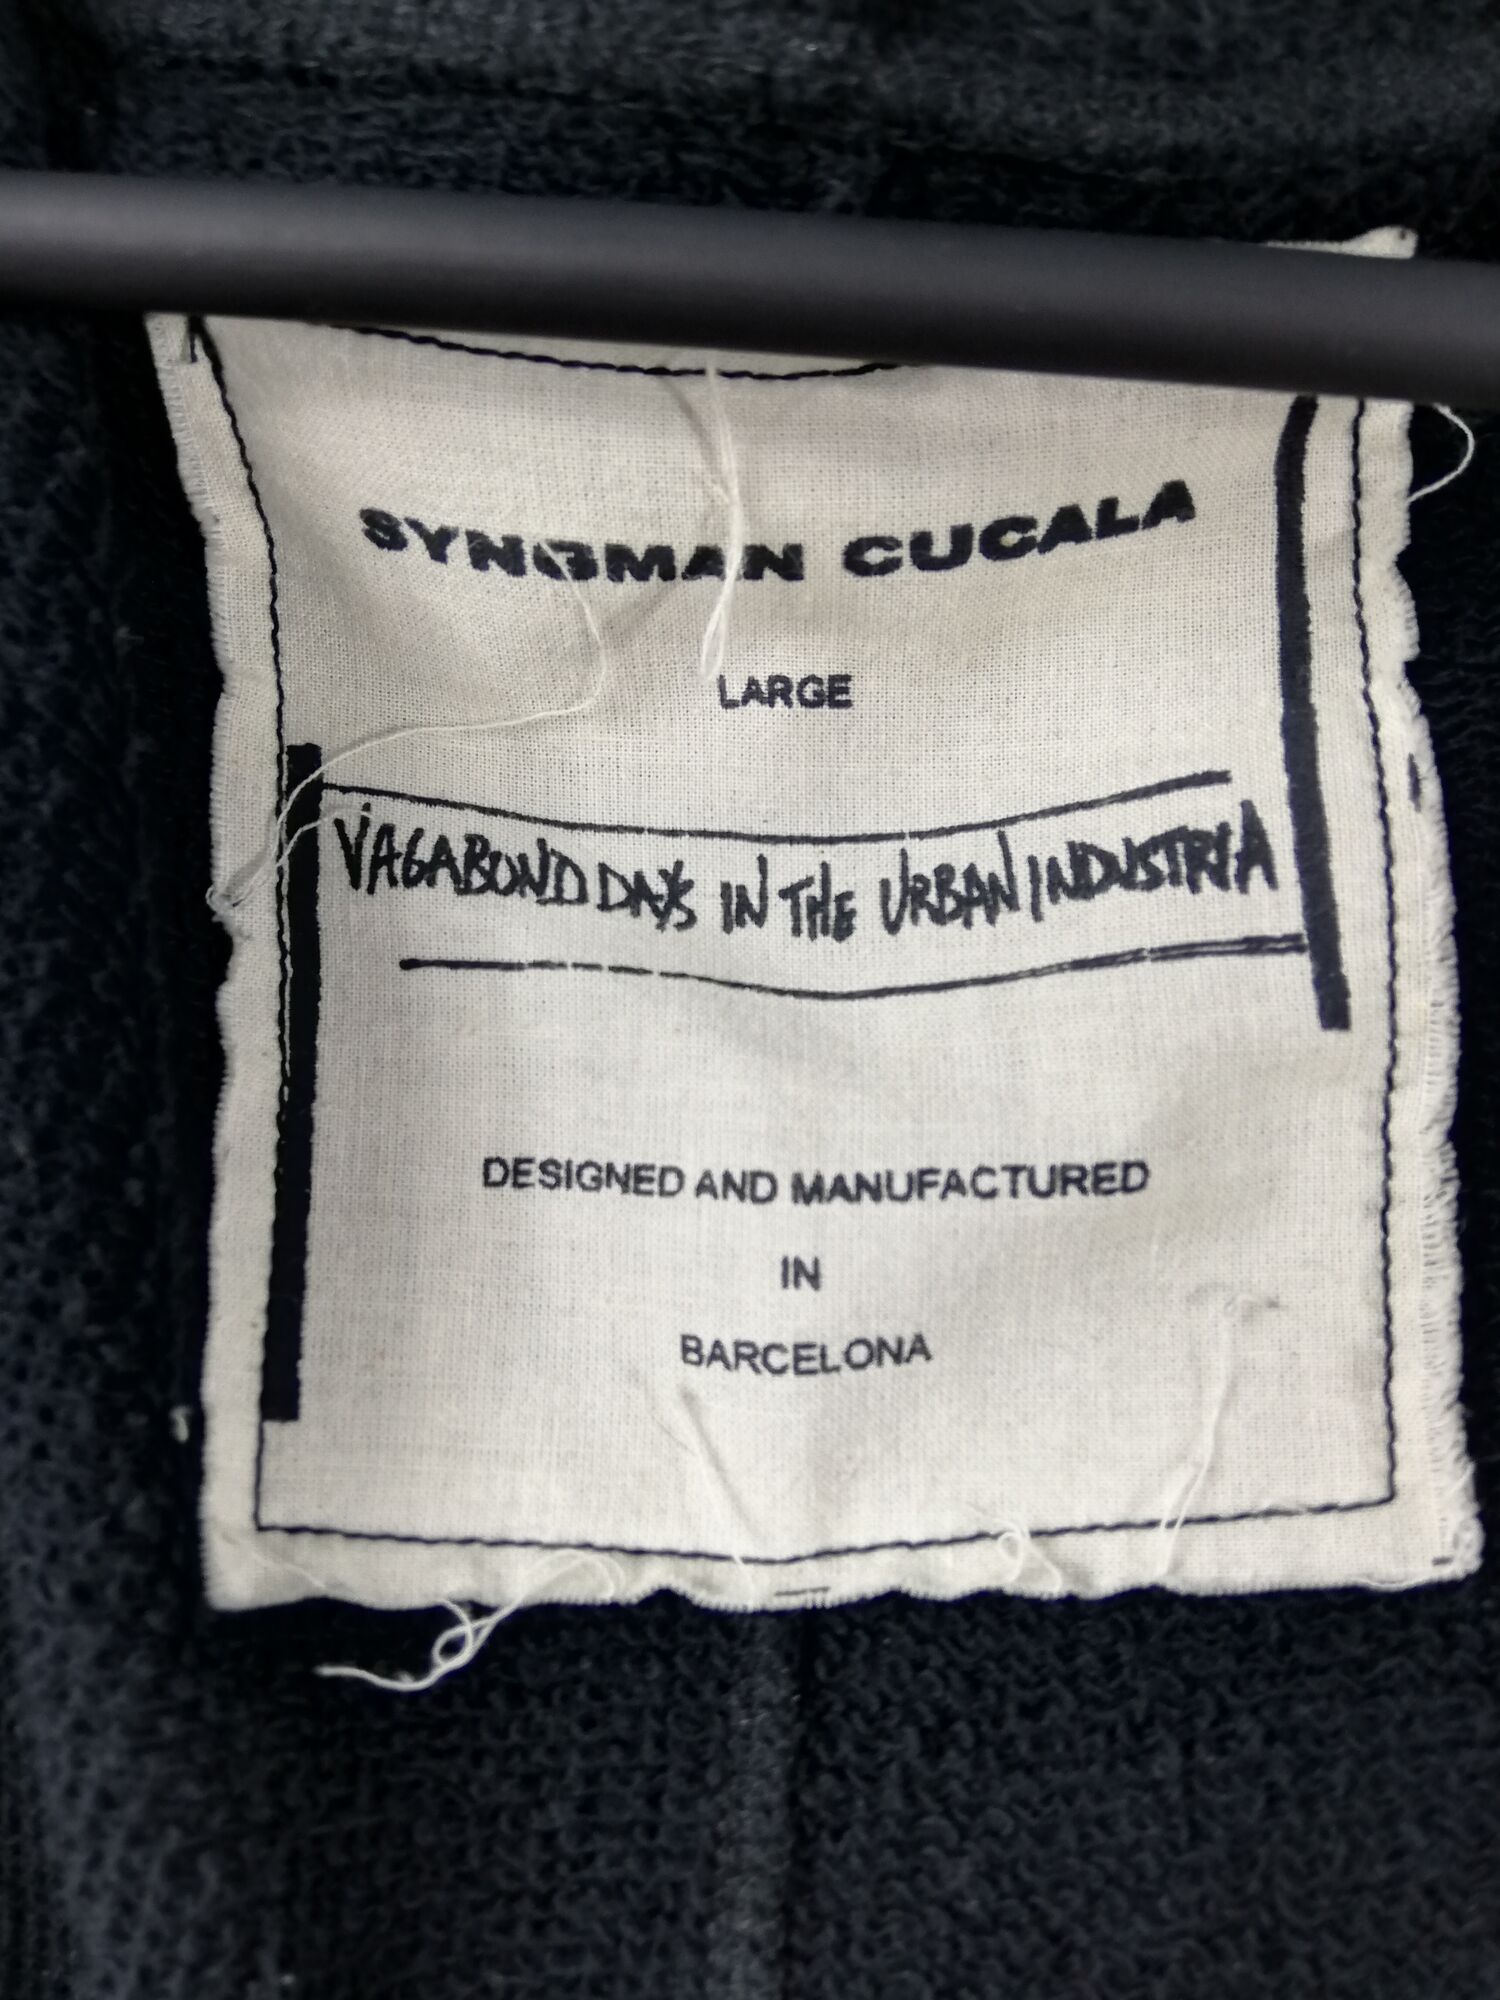 SYNGMAN CUCALA
LARGE
VAGABOND DAYS IN THE URBAN INDUSTRIA
DESIGNED AND MANUFACTURED
IN
BARCELONA